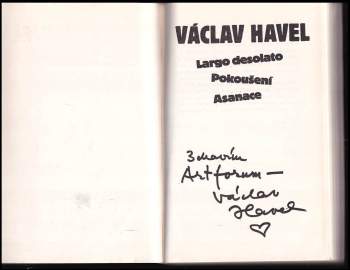 VÁCLAV HAVEL
Largo desolato
Pokoušení
Asanace
Zdravím
Artforum —
Václav
Havel